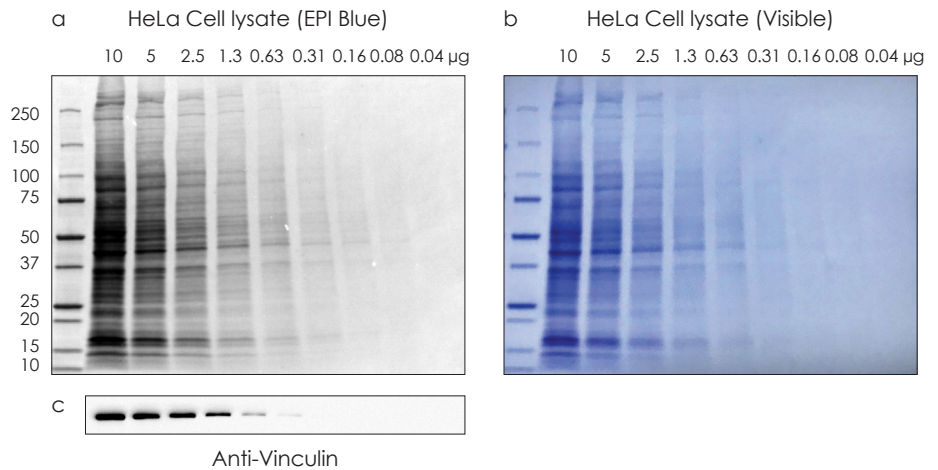 a HeLa Cell lysate (EPI Blue)
10 5 2.5 1.3 0.63 0.31 0.16 0.08 0.04 µg
250
150
100
75
50
37
25
20
15
10
b HeLa Cell lysate (Visible)
10 5 2.5 1.3 0.63 0.31 0.16 0.08 0.04 µg
c
Anti-Vinculin